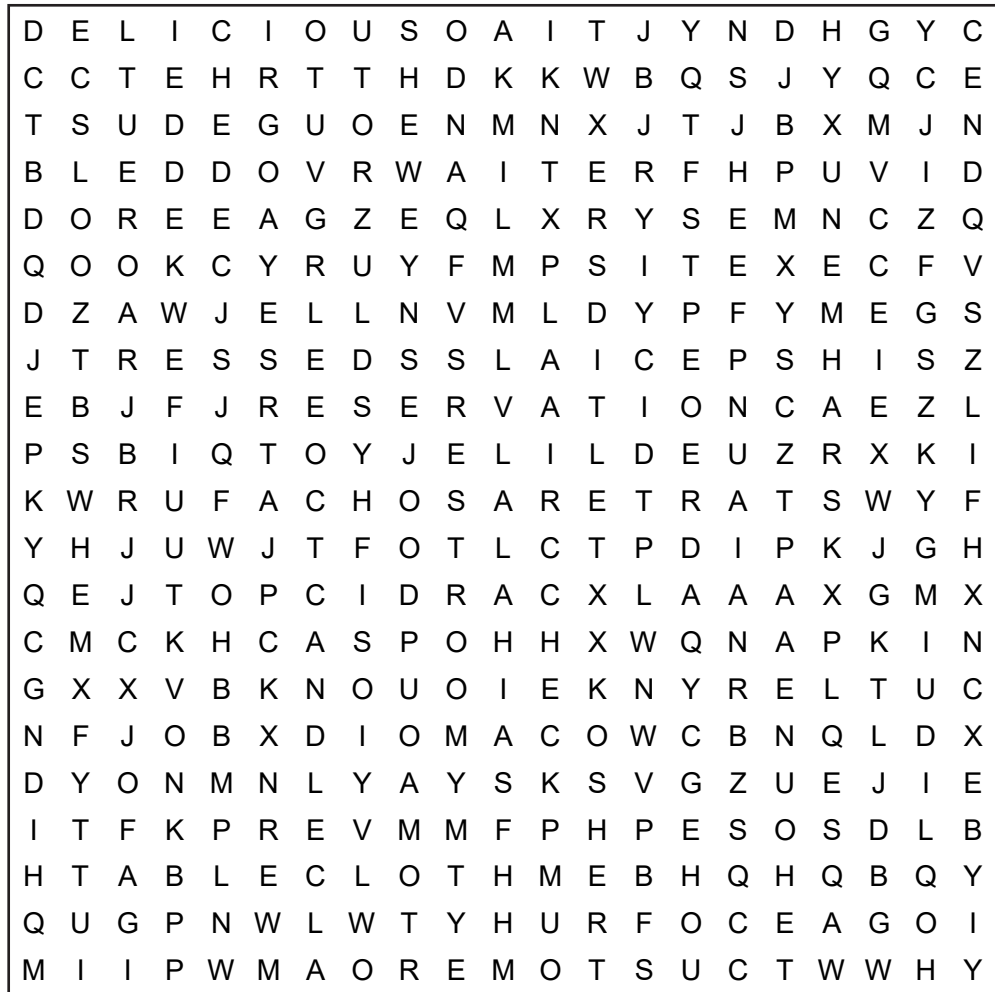 D E L I C I O U S O A I T J Y N D H G Y C
C C T E H R T T H D K K W B Q S J Y Q C E
T S U D E G U O E N M N X J T J B X M J N
B L E D D O V R W A I T E R F H P U V I D
D O R E E A G Z E Q L X R Y S E M N C Z Q
Q O O K C Y R U Y F M P S I T E X E C F V
D Z A W J E L L N V M L D Y P F Y M E G S
J T R E S S E D S S L A I C E P S H I S Z
E B J F J R E S E R V A T I O N C A E Z L
P S B I Q T O Y J E L I L D E U Z R X K I
K W R U F A C H O S A R E T R A T S W Y F
Y H J U W J T F O T L C T P D I P K J G H
Q E J T O P C I D R A C X L A A A X G M X
C M C K H C A S P O H H X W Q N A P K I N
G X X V B K N O U O I E K N Y R E L T U C
N F J O B X D I O M A C O W C B N Q L D X
D Y O N M N L Y A Y S K S V G Z U E J I E
I T F K P R E V M M F P H P E S O S D L B
H T A B L E C L O T H M E B H Q H Q B Q Y
Q U G P N W L W T Y H U R F O C E A G O I
M I I P W M A O R E M O T S U C T W W H Y